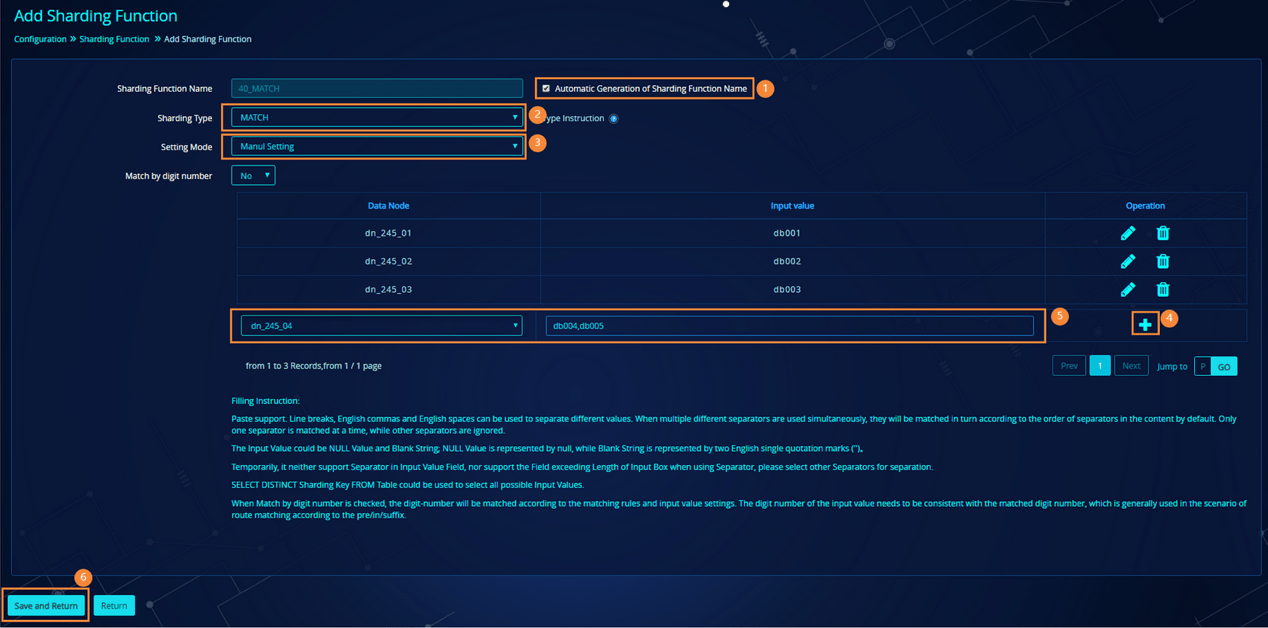 Add Sharding Function
Configuration » Sharding Function » Add Sharding Function
Sharding Function Name 40_MATCH Automatic Generation of Sharding Function Name 1
Sharding Type MATCH 2 ype Instruction
Setting Mode Manul Setting 3
Match by digit number No
Data Node Input value Operation
dn_245_01 db001
dn_245_02 db002
dn_245_03 db003
dn_245_04 db004,db005 5 4
from 1 to 3 Records,from 1 / 1 page Prev 1 Next Jump to P GO
Filling Instruction:
Paste support. Line breaks, English commas and English spaces can be used to separate different values. When multiple different separators are used simultaneously, they will be matched in turn according to the order of separators in the content by default. Only
one separator is matched at a time, while other separators are ignored.
The Input Value could be NULL Value and Blank String; NULL Value is represented by null, while Blank String is represented by two English single quotation marks ('')。
Temporarily, it neither support Separator in Input Value Field, nor support the Field exceeding Length of Input Box when using Separator, please select other Separators for separation.
SELECT DISTINCT Sharding Key FROM Table could be used to select all possible Input Values.
When Match by digit number is checked, the digit-number will be matched according to the matching rules and input value settings. The digit number of the input value needs to be consistent with the matched digit number, which is generally used in the scenario of
route matching according to the pre/in/suffix.
6
Save and Return Return